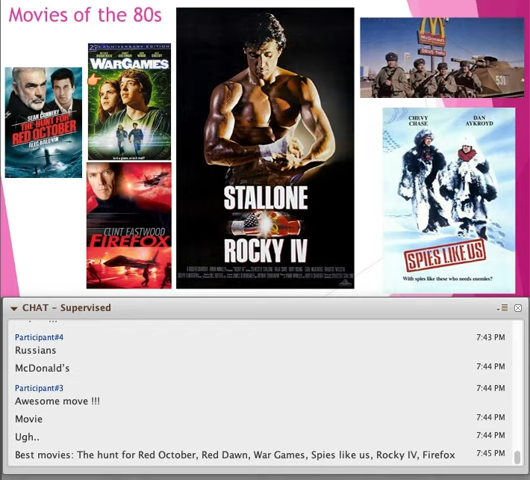 Movies of the 80s
WARGAMES
SEAN CONNERY
THE HUNT FOR
RED OCTOBER
ALEC BALDWIN
CLINT EASTWOOD
FIREFOX
STALLONE
ROCKY IV
McDonald's
531
CHEVY
CHASE
DAN
AYKROYD
SPIES LIKE US
With spies like these who needs enemies?
CHAT – Supervised
Participant#4
7:43 PM
Russians
McDonald's
7:44 PM
Participant#3
7:44 PM
Awesome move !!!
Movie
7:44 PM
Ugh..
7:44 PM
Best movies: The hunt for Red October, Red Dawn, War Games, Spies like us, Rocky IV, Firefox
7:45 PM